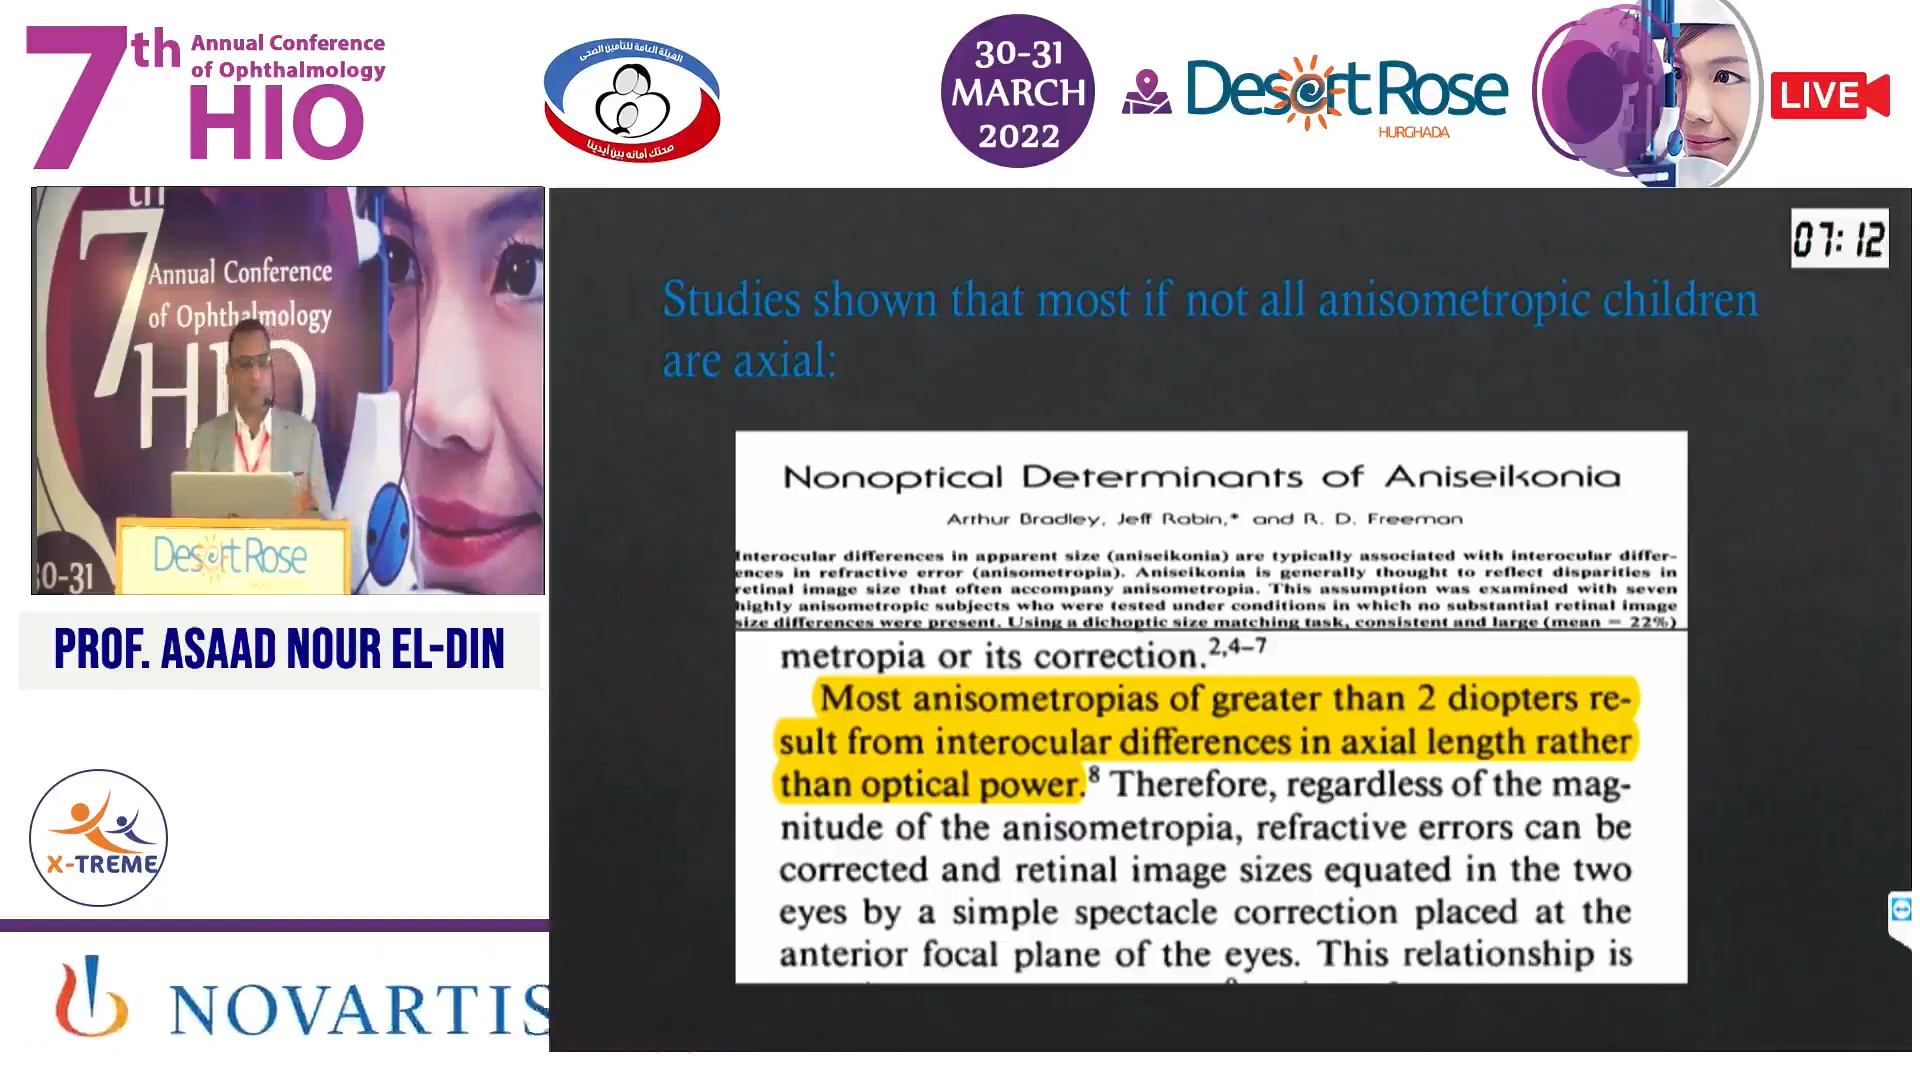 7th
Annual Conference
of Ophthalmology
HIO
الهيئة العامة للتأمين الصحى
صحتك أمانه بين أيدينا
30-31
MARCH
2022
Desert Rose
HURGHADA
LIVE
th
7
Annual Conference
of Ophthalmology
HIO
30-31
Desert Rose
PROF. ASAAD NOUR EL-DIN
X-TREME
NOVARTIS
07:12
Studies shown that most if not all anisometropic children
are axial:
Nonoptical Determinants of Aniseikonia
Arthur Bradley, Jeff Rabin,* and R. D. Freeman
Interocular differences in apparent size (aniseikonia) are typically associated with interocular differ-
ences in refractive error (anisometropia). Aniseikonia is generally thought to reflect disparities in
retinal image size that often accompany anisometropia. This assumption was examined with seven
highly anisometropic subjects who were tested under conditions in which no substantial retinal image
size differences were present. Using a dichoptic size matching task, consistent and large (mean = 22%)
metropia or its correction.2,4–7
Most anisometropias of greater than 2 diopters re-
sult from interocular differences in axial length rather
than optical power.8 Therefore, regardless of the mag-
nitude of the anisometropia, refractive errors can be
corrected and retinal image sizes equated in the two
eyes by a simple spectacle correction placed at the
anterior focal plane of the eyes. This relationship is